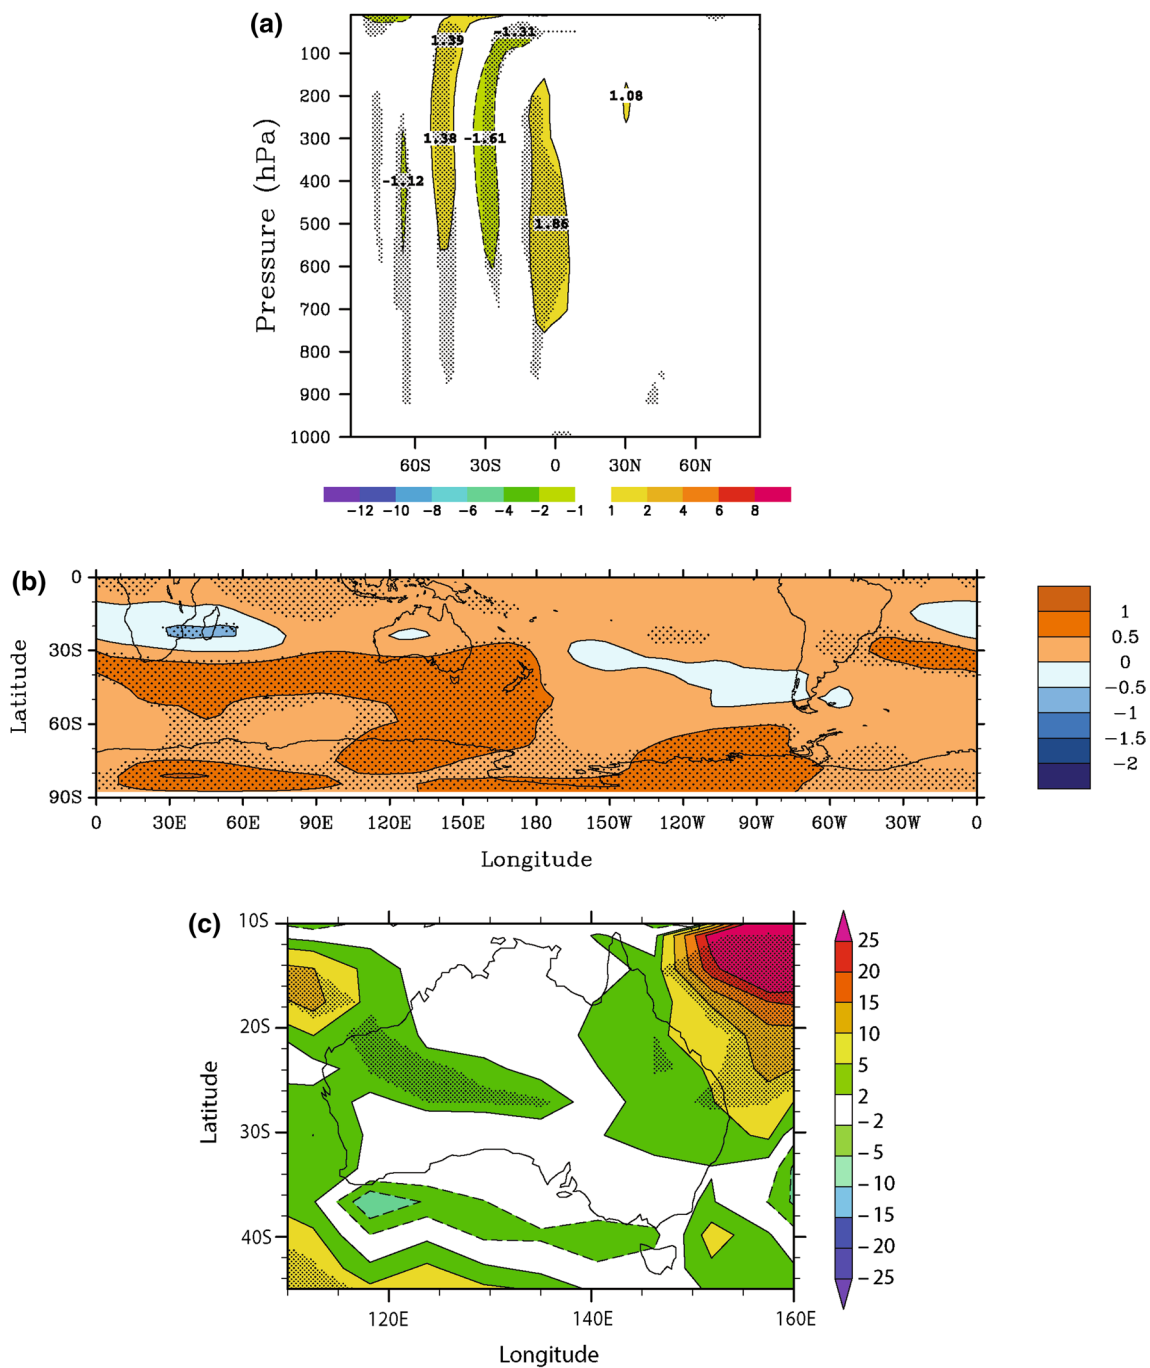 (a)
Pressure (hPa)
100
200
300
400
500
600
700
800
900
1000
1.39
-1.31
1.08
1.38
-1.61
-1.12
1.86
60S 30S 0 30N 60N
-12 -10 -8 -6 -4 -2 -1 1 2 4 6 8
(b)
Latitude
0
30S
60S
90S
0 30E 60E 90E 120E 150E 180 150W 120W 90W 60W 30W 0
Longitude
1
0.5
0
-0.5
-1
-1.5
-2
(c)
Latitude
10S
20S
30S
40S
120E 140E 160E
Longitude
25
20
15
10
5
2
-2
-5
-10
-15
-20
-25